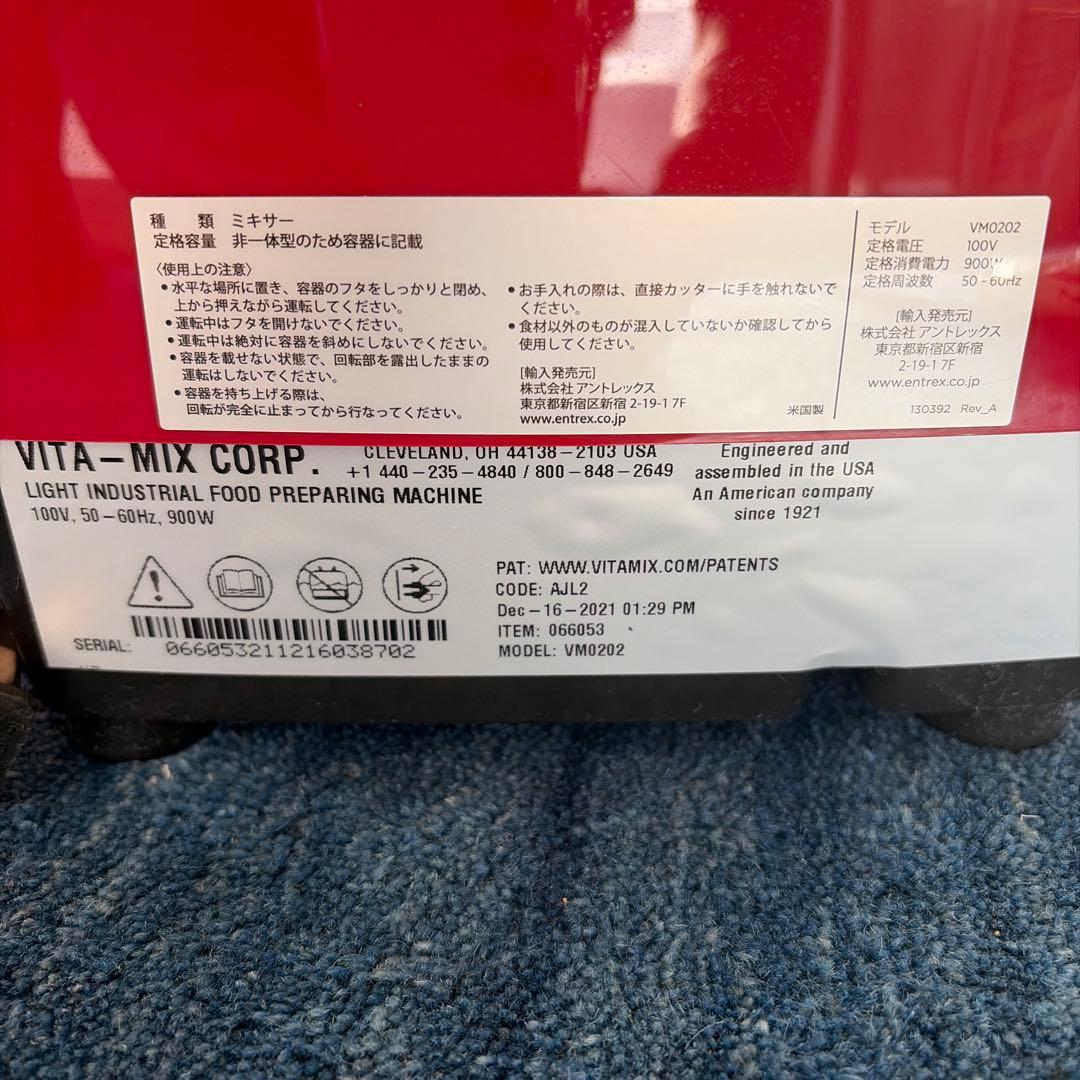 種 類 ミキサー
定格容量 非一体型のため容器に記載
〈使用上の注意〉
•水平な場所に置き、容器のフタをしっかりと閉め、
上から押えながら運転してください。
•運転中はフタを開けないでください。
•運転中は絶対に容器を斜めにしないでください。
•容器を載せない状態で、回転部を露出したままの
運転はしないでください。
•容器を持ち上げる際は、
回転が完全に止まってから行なってください。
•お手入れの際は、直接カッターに手を触れないで
ください。
•食材以外のものが混入していないか確認してから
使用してください。
[輸入発売元]
株式会社 アントレックス
東京都新宿区新宿 2-19-1 7F
www.entrex.co.jp
米国製
モデル VM0202
定格電圧 100V
定格消費電力 900W
定格周波数 50 - 60Hz
[輸入発売元]
株式会社 アントレックス
東京都新宿区新宿
2-19-1 7F
www.entrex.co.jp
130392 Rev_A
VITA-MIX CORP.
CLEVELAND, OH 44138-2103 USA
+1 440-235-4840 / 800-848-2649
LIGHT INDUSTRIAL FOOD PREPARING MACHINE
100V, 50-60Hz, 900W
Engineered and
assembled in the USA
An American company
since 1921
PAT: WWW.VITAMIX.COM/PATENTS
CODE: AJL2
Dec-16-2021 01:29 PM
ITEM: 066053
MODEL: VM0202
SERIAL: 066053211216038702